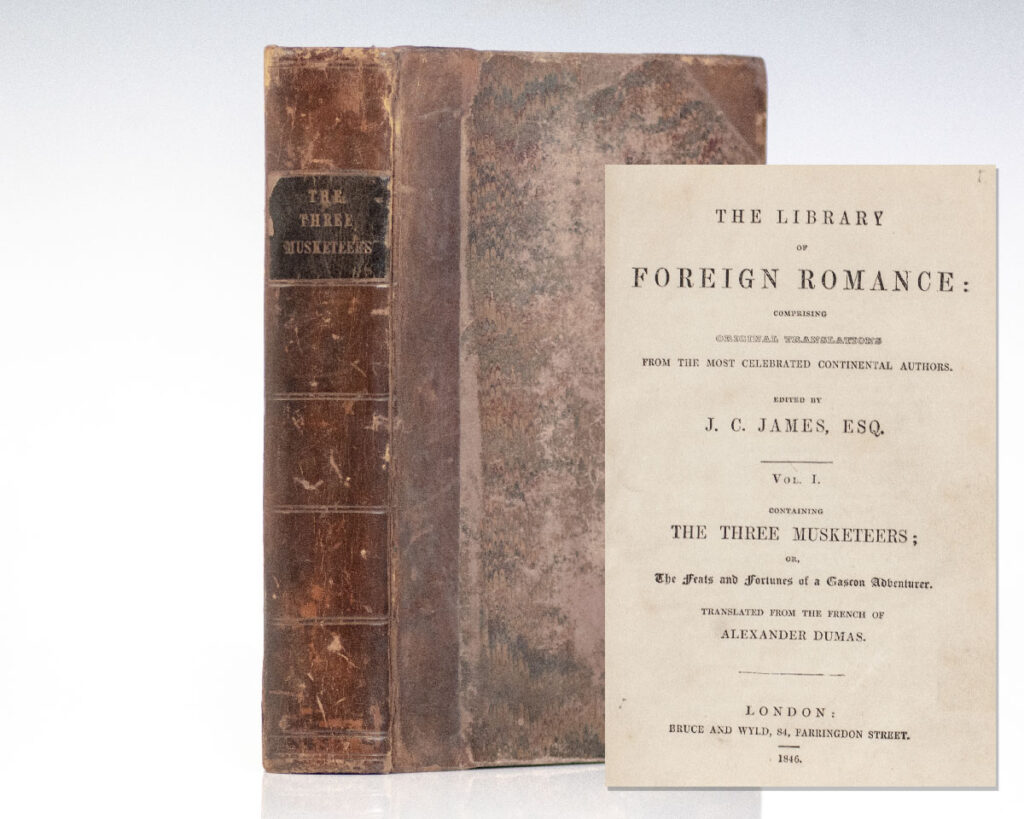 THE
THREE
MUSKETEERS
THE LIBRARY
OF
FOREIGN ROMANCE:
COMPRISING
ORIGINAL TRANSLATIONS
FROM THE MOST CELEBRATED CONTINENTAL AUTHORS.
EDITED BY
J. C. JAMES, ESQ.
VOL. I.
CONTAINING
THE THREE MUSKETEERS;
OR,
The Feats and Fortunes of a Gascon Adventurer.
TRANSLATED FROM THE FRENCH OF
ALEXANDER DUMAS.
LONDON:
BRUCE AND WYLD, 84, FARRINGDON STREET.
1846.